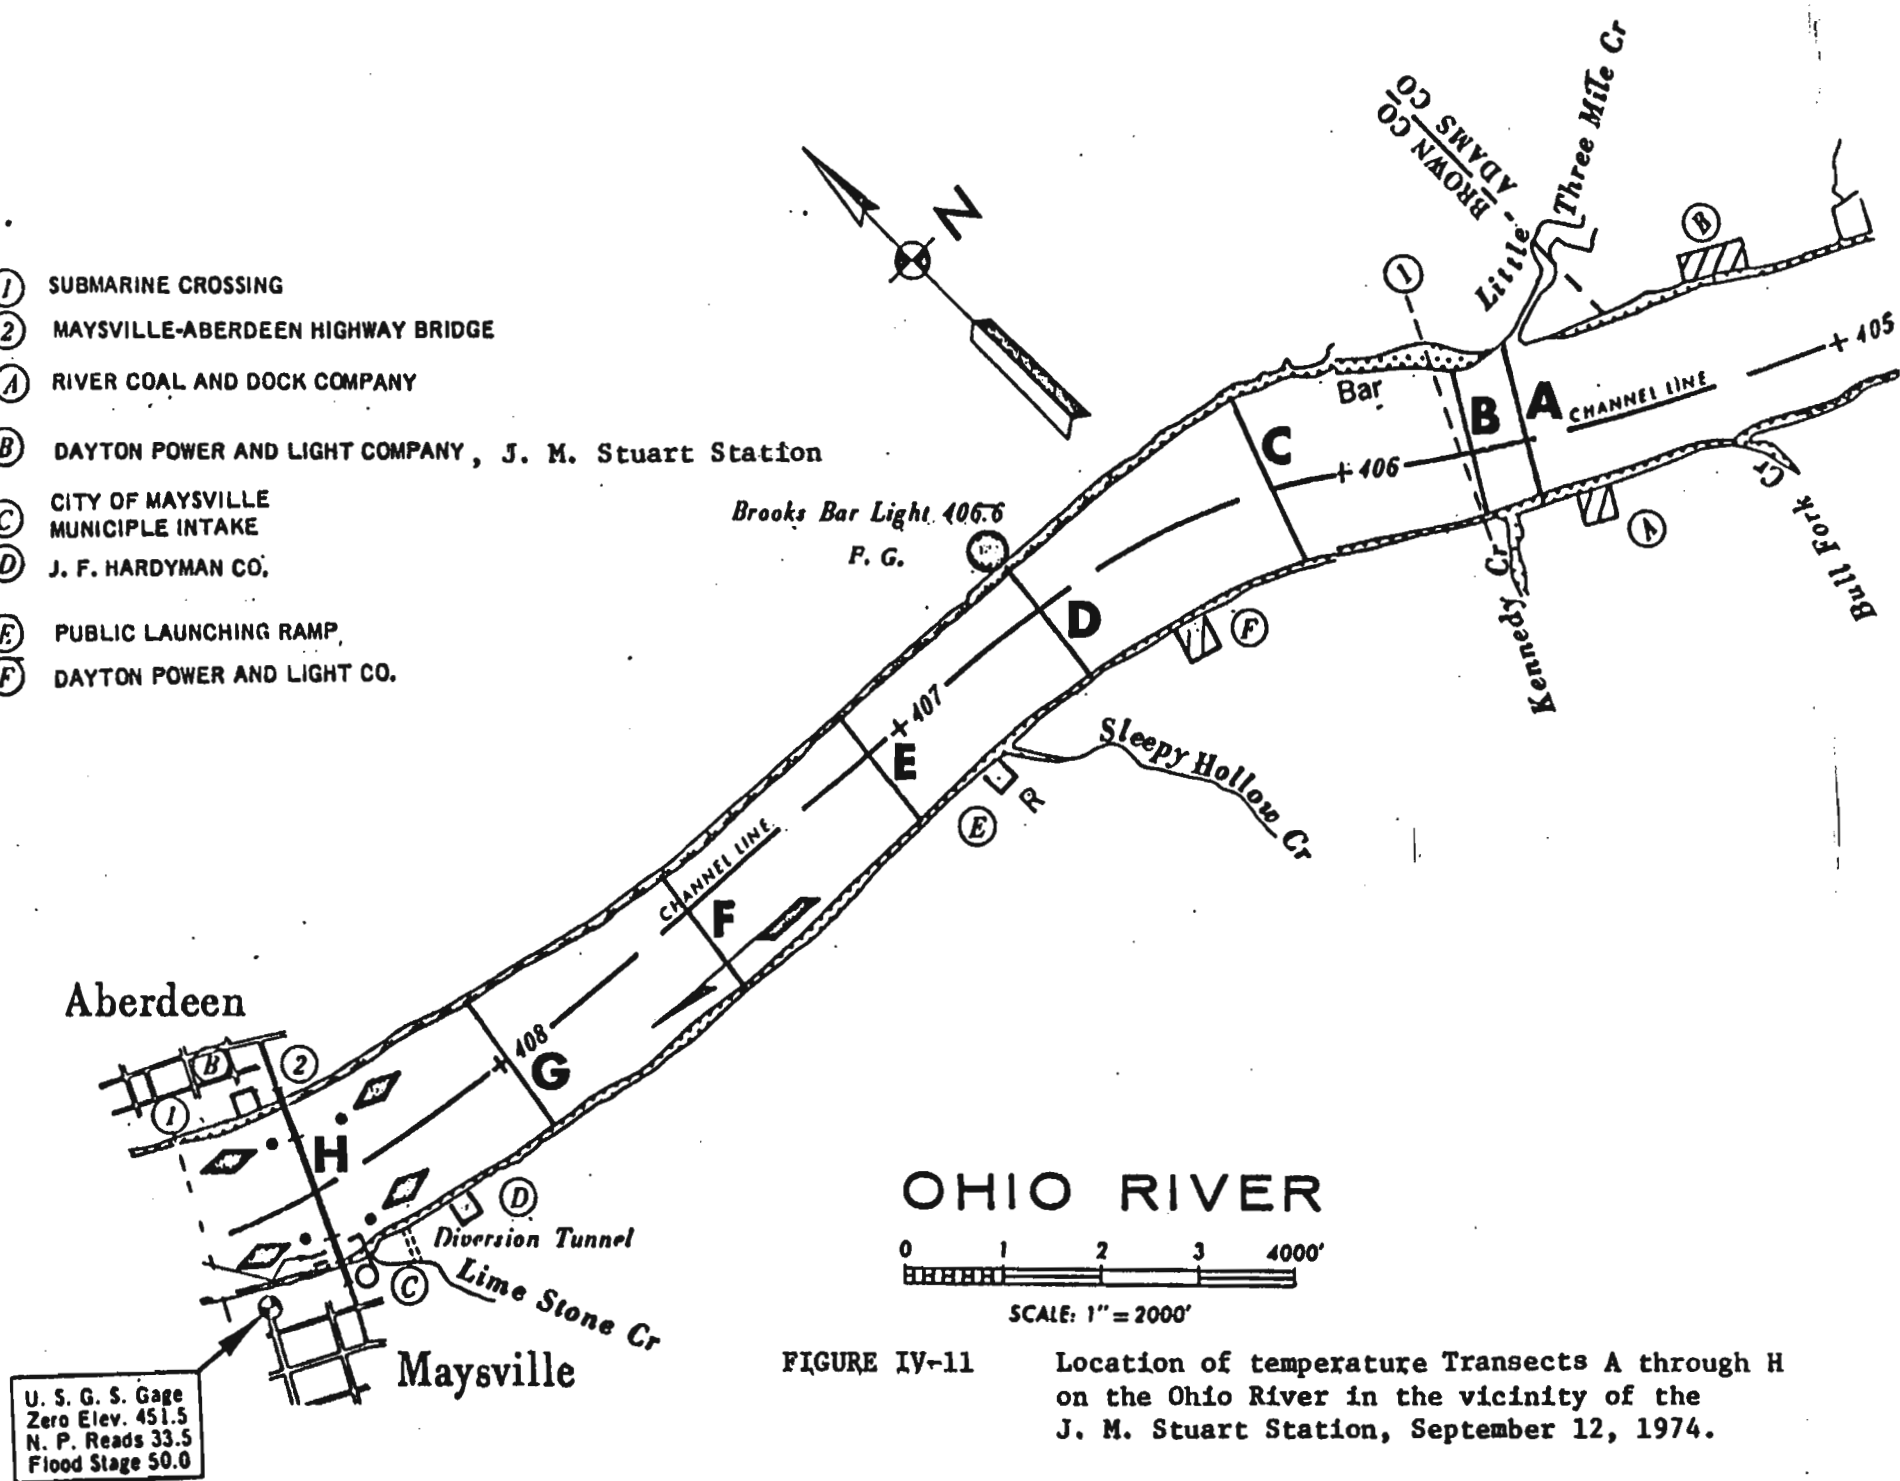 1 SUBMARINE CROSSING
2 MAYSVILLE-ABERDEEN HIGHWAY BRIDGE
A RIVER COAL AND DOCK COMPANY
B DAYTON POWER AND LIGHT COMPANY, J. M. Stuart Station
C CITY OF MAYSVILLE
MUNICIPLE INTAKE
D J. F. HARDYMAN CO.
E PUBLIC LAUNCHING RAMP
F DAYTON POWER AND LIGHT CO.
N
BROWN CO
ADAMS CO
Little Three Mile Cr
B
1
405
CHANNEL LINE
A
B
Bar
C
406
A
Bull Fork Cr
Kennedy Cr
Brooks Bar Light 406.6
F. G.
D
F
407
E
Sleepy Hollow Cr
E
R
CHANNEL LINE
F
408
G
Aberdeen
B
2
1
H
D
Diversion Tunnel
C
Lime Stone Cr
Maysville
U. S. G. S. Gage
Zero Elev. 451.5
N. P. Reads 33.5
Flood Stage 50.0
OHIO RIVER
0 1 2 3 4000'
SCALE: 1" = 2000'
FIGURE IV-11 Location of temperature Transects A through H
on the Ohio River in the vicinity of the
J. M. Stuart Station, September 12, 1974.